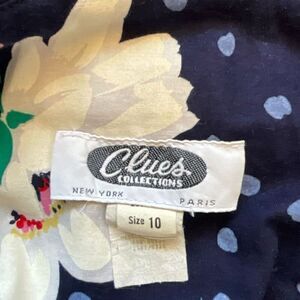 Clues
COLLECTIONS
NEW YORK PARIS
Size 10